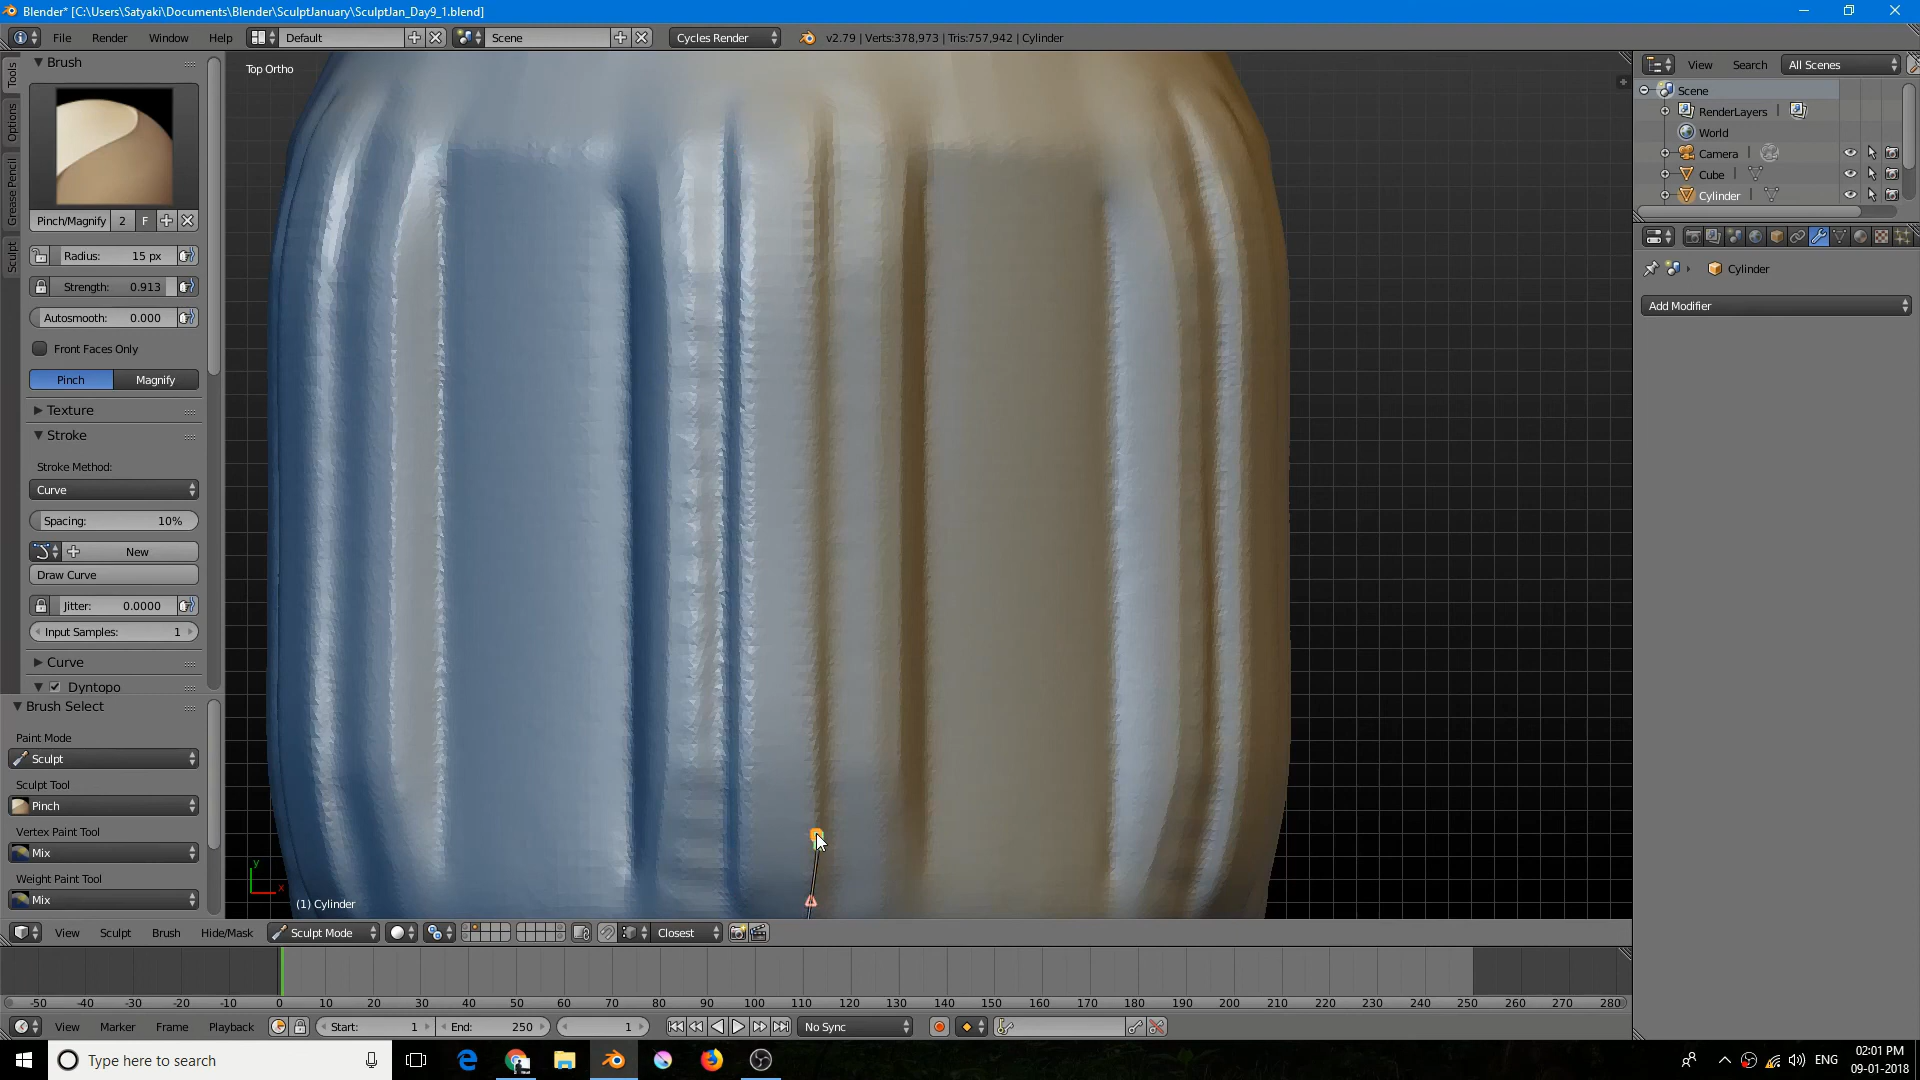 Blender* [C:\Users\Satyaki\Documents\Blender\SculptJanuary\SculptJan_Day9_1.blend]
File Render Window Help Default Scene Cycles Render v2.79 | Verts:378,973 | Tris:757,942 | Cylinder
Tools
Options
Grease Pencil
Sculpt
Brush
Pinch/Magnify 2 F
Radius: 15 px
Strength: 0.913
Autosmooth: 0.000
Front Faces Only
Pinch Magnify
Texture
Stroke
Stroke Method:
Curve
Spacing: 10%
New
Draw Curve
Jitter: 0.0000
Input Samples: 1
Curve
Dyntopo
Brush Select
Paint Mode
Sculpt
Sculpt Tool
Pinch
Vertex Paint Tool
Mix
Weight Paint Tool
Mix
Top Ortho
y
x
(1) Cylinder
View Search All Scenes
Scene
RenderLayers
World
Camera
Cube
Cylinder
Cylinder
Add Modifier
View Sculpt Brush Hide/Mask Sculpt Mode Closest
-50 -40 -30 -20 -10 0 10 20 30 40 50 60 70 80 90 100 110 120 130 140 150 160 170 180 190 200 210 220 230 240 250 260 270 280
View Marker Frame Playback Start: 1 End: 250 1 No Sync
Type here to search
ENG
02:01 PM
09-01-2018